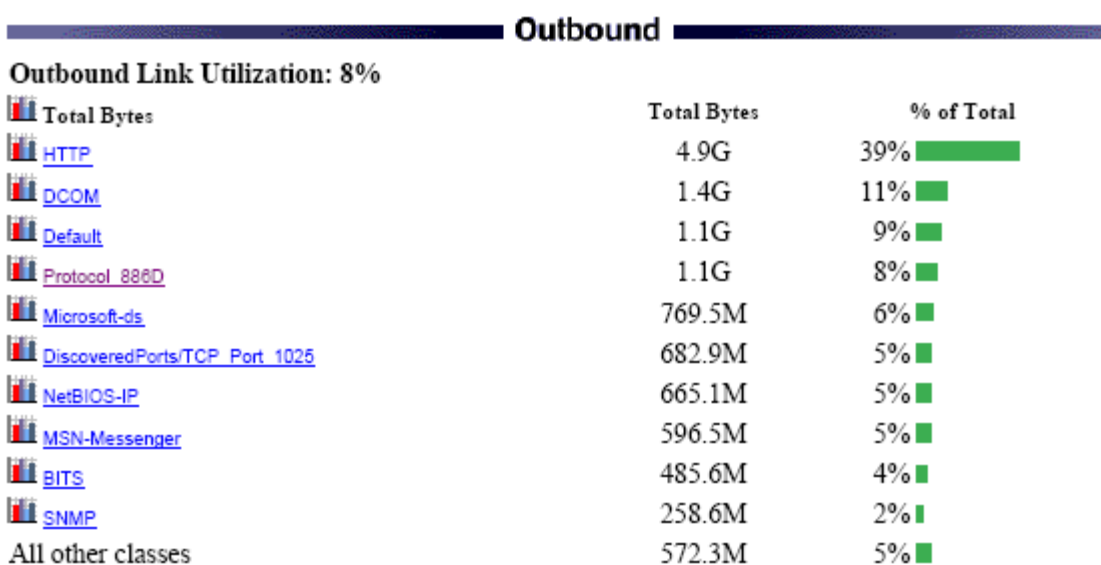 Outbound
Outbound Link Utilization: 8%
Total Bytes Total Bytes % of Total
HTTP 4.9G 39%
DCOM 1.4G 11%
Default 1.1G 9%
Protocol_886D 1.1G 8%
Microsoft-ds 769.5M 6%
DiscoveredPorts/TCP_Port_1025 682.9M 5%
NetBIOS-IP 665.1M 5%
MSN-Messenger 596.5M 5%
BITS 485.6M 4%
SNMP 258.6M 2%
All other classes 572.3M 5%